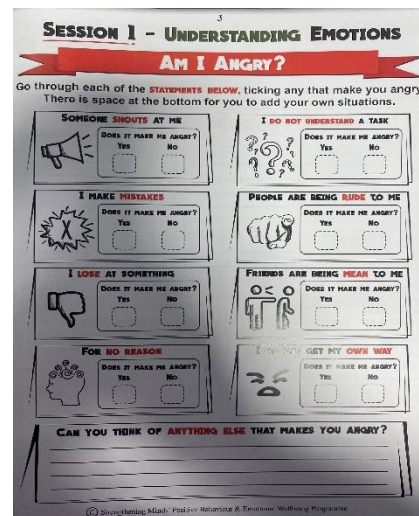 3
SESSION 1 - UNDERSTANDING EMOTIONS
AM I ANGRY?
Go through each of the STATEMENTS BELOW, ticking any that make you angry
There is space at the bottom for you to add your own situations.
SOMEONE SHOUTS AT ME
DOES IT MAKE ME ANGRY?
YES NO
I DO NOT UNDERSTAND A TASK
DOES IT MAKE ME ANGRY?
YES NO
I MAKE MISTAKES
DOES IT MAKE ME ANGRY?
YES NO
X
PEOPLE ARE BEING RUDE TO ME
DOES IT MAKE ME ANGRY?
YES NO
I LOSE AT SOMETHING
DOES IT MAKE ME ANGRY?
YES NO
FRIENDS ARE BEING MEAN TO ME
DOES IT MAKE ME ANGRY?
YES NO
FOR NO REASON
DOES IT MAKE ME ANGRY?
YES NO
I GET MY OWN WAY
DOES IT MAKE ME ANGRY?
YES NO
CAN YOU THINK OF ANYTHING ELSE THAT MAKES YOU ANGRY?
© Strengthening Minds' Positive Behaviour & Emotional Wellbeing Programme